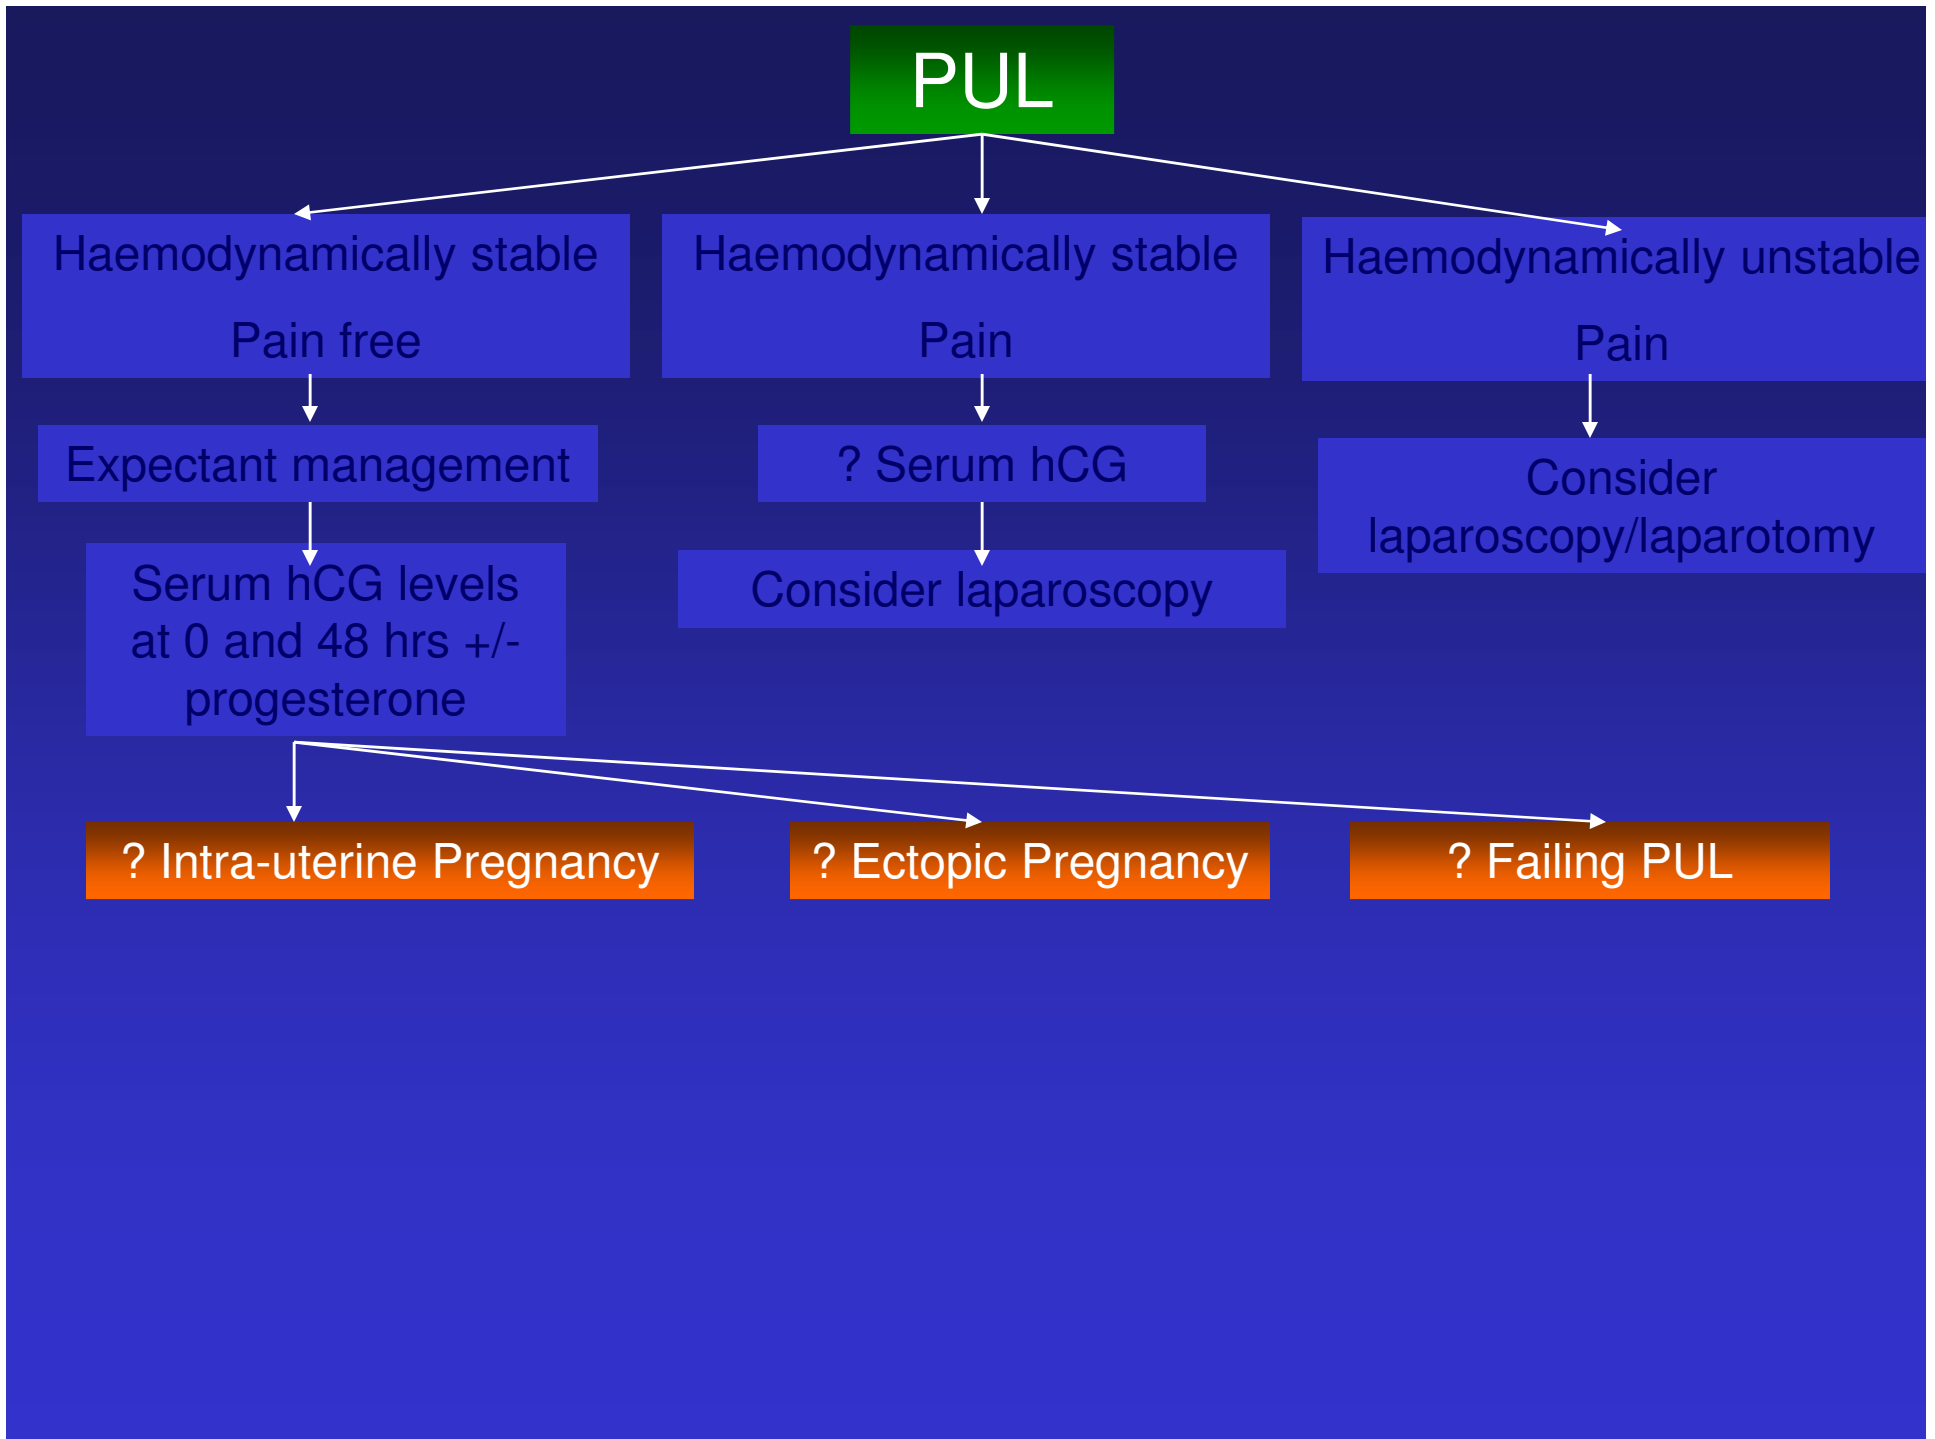 PUL
Haemodynamically stable
Pain free
Haemodynamically stable
Pain
Haemodynamically unstable
Pain
Expectant management
? Serum hCG
Consider
laparoscopy/laparotomy
Serum hCG levels
at 0 and 48 hrs +/-
progesterone
Consider laparoscopy
? Intra-uterine Pregnancy
? Ectopic Pregnancy
? Failing PUL